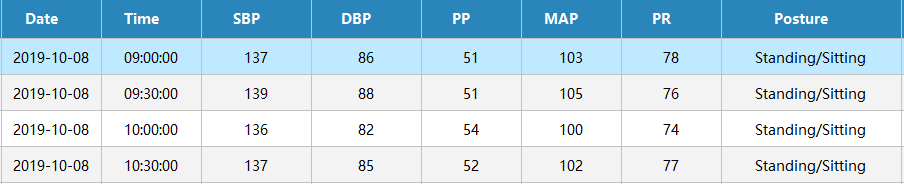 Date Time SBP DBP PP MAP PR Posture
2019-10-08 09:00:00 137 86 51 103 78 Standing/Sitting
2019-10-08 09:30:00 139 88 51 105 76 Standing/Sitting
2019-10-08 10:00:00 136 82 54 100 74 Standing/Sitting
2019-10-08 10:30:00 137 85 52 102 77 Standing/Sitting